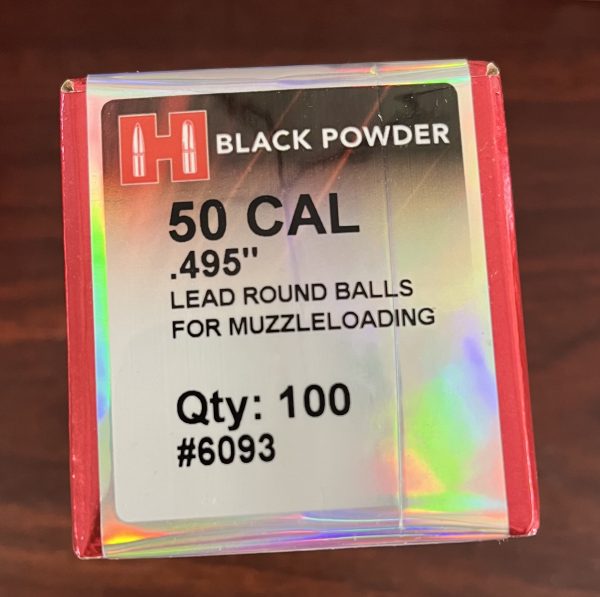 H BLACK POWDER
50 CAL
.495"
LEAD ROUND BALLS
FOR MUZZLELOADING
Qty: 100
#6093